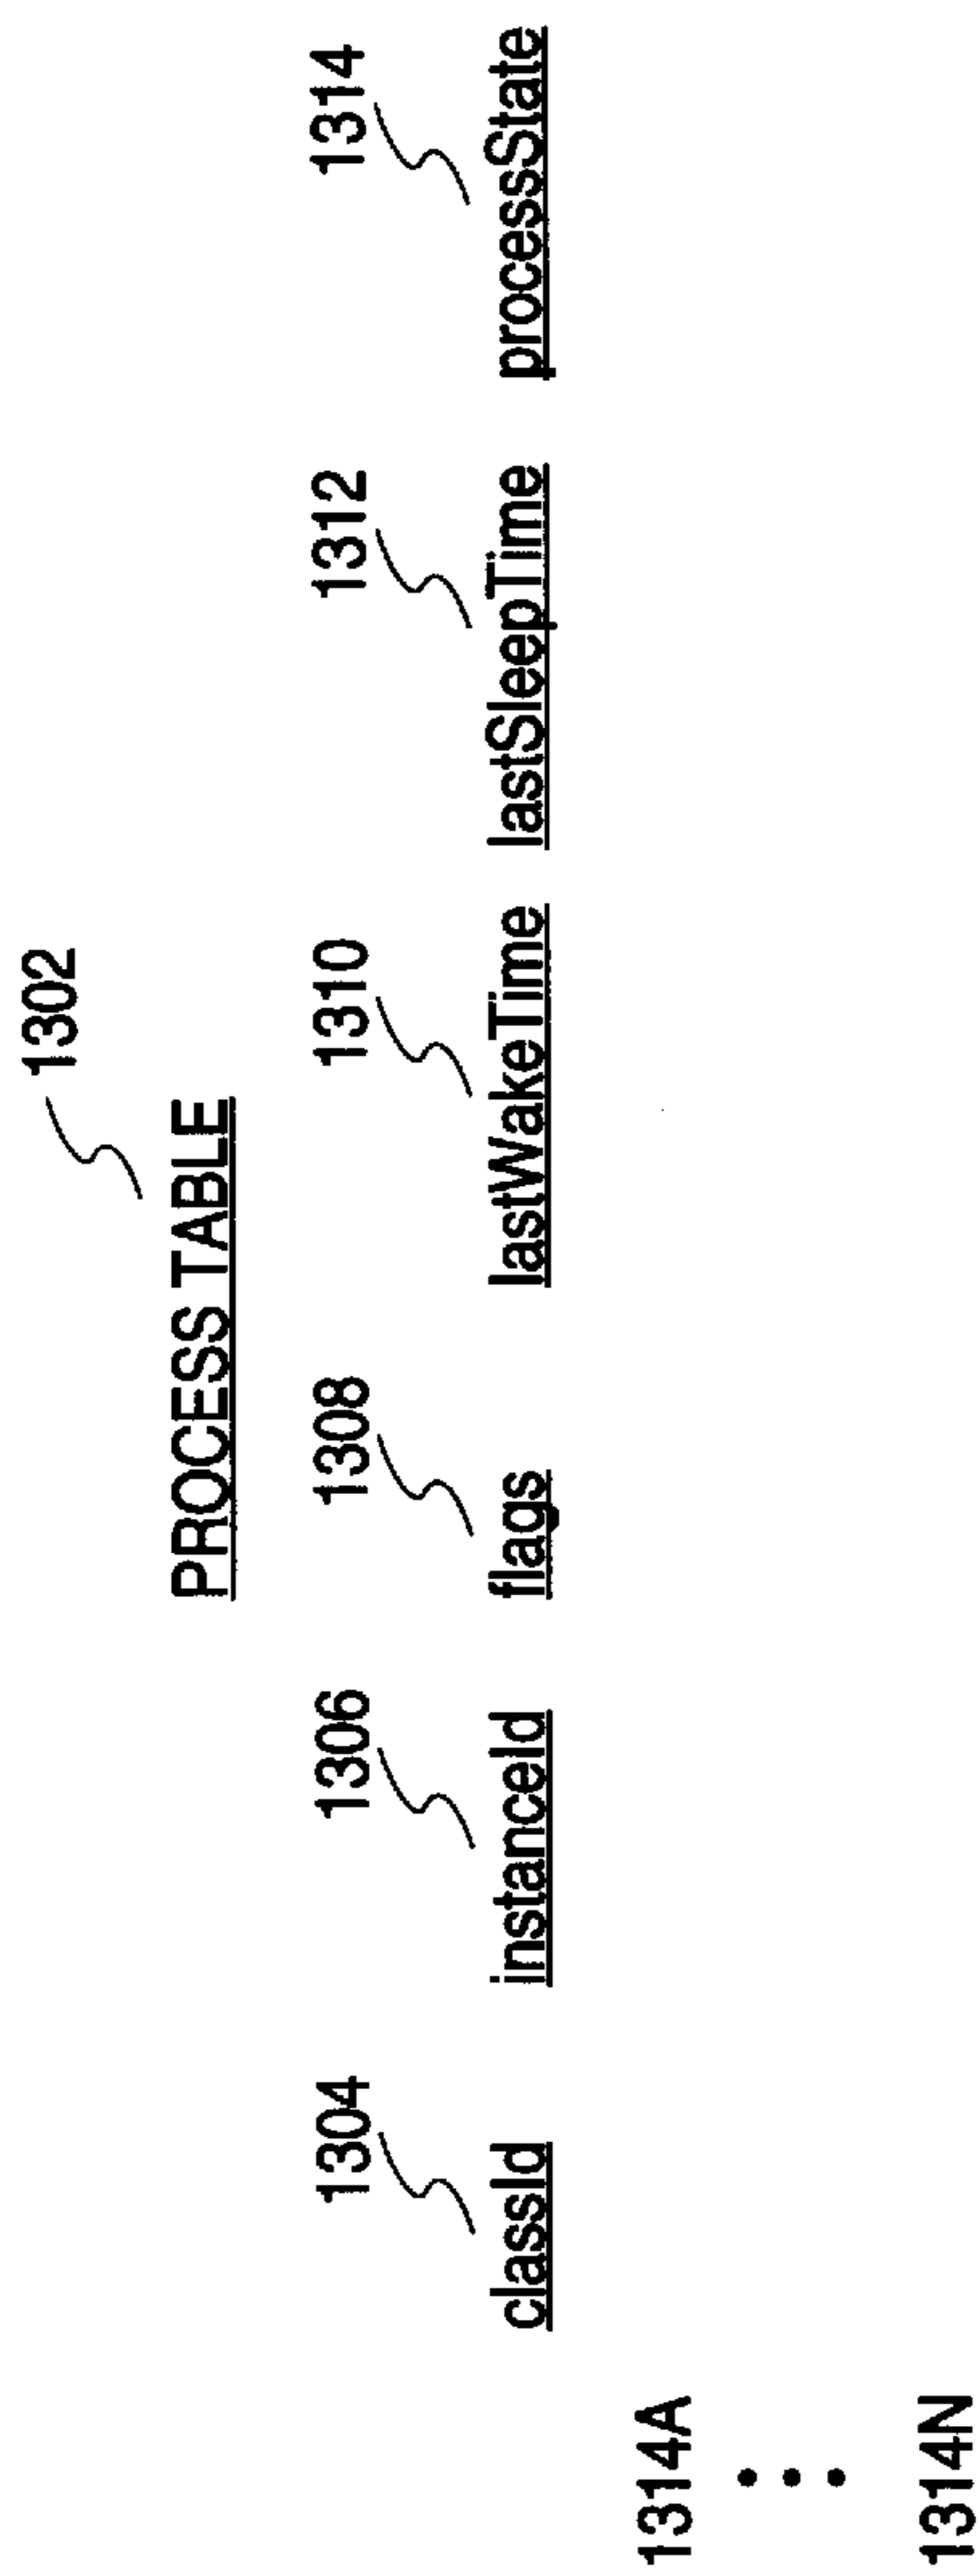 1302
PROCESS TABLE
1304 1306 1308 1310 1312 1314
classId instanceId flags lastWakeTime lastSleepTime processState
1314A
1314N